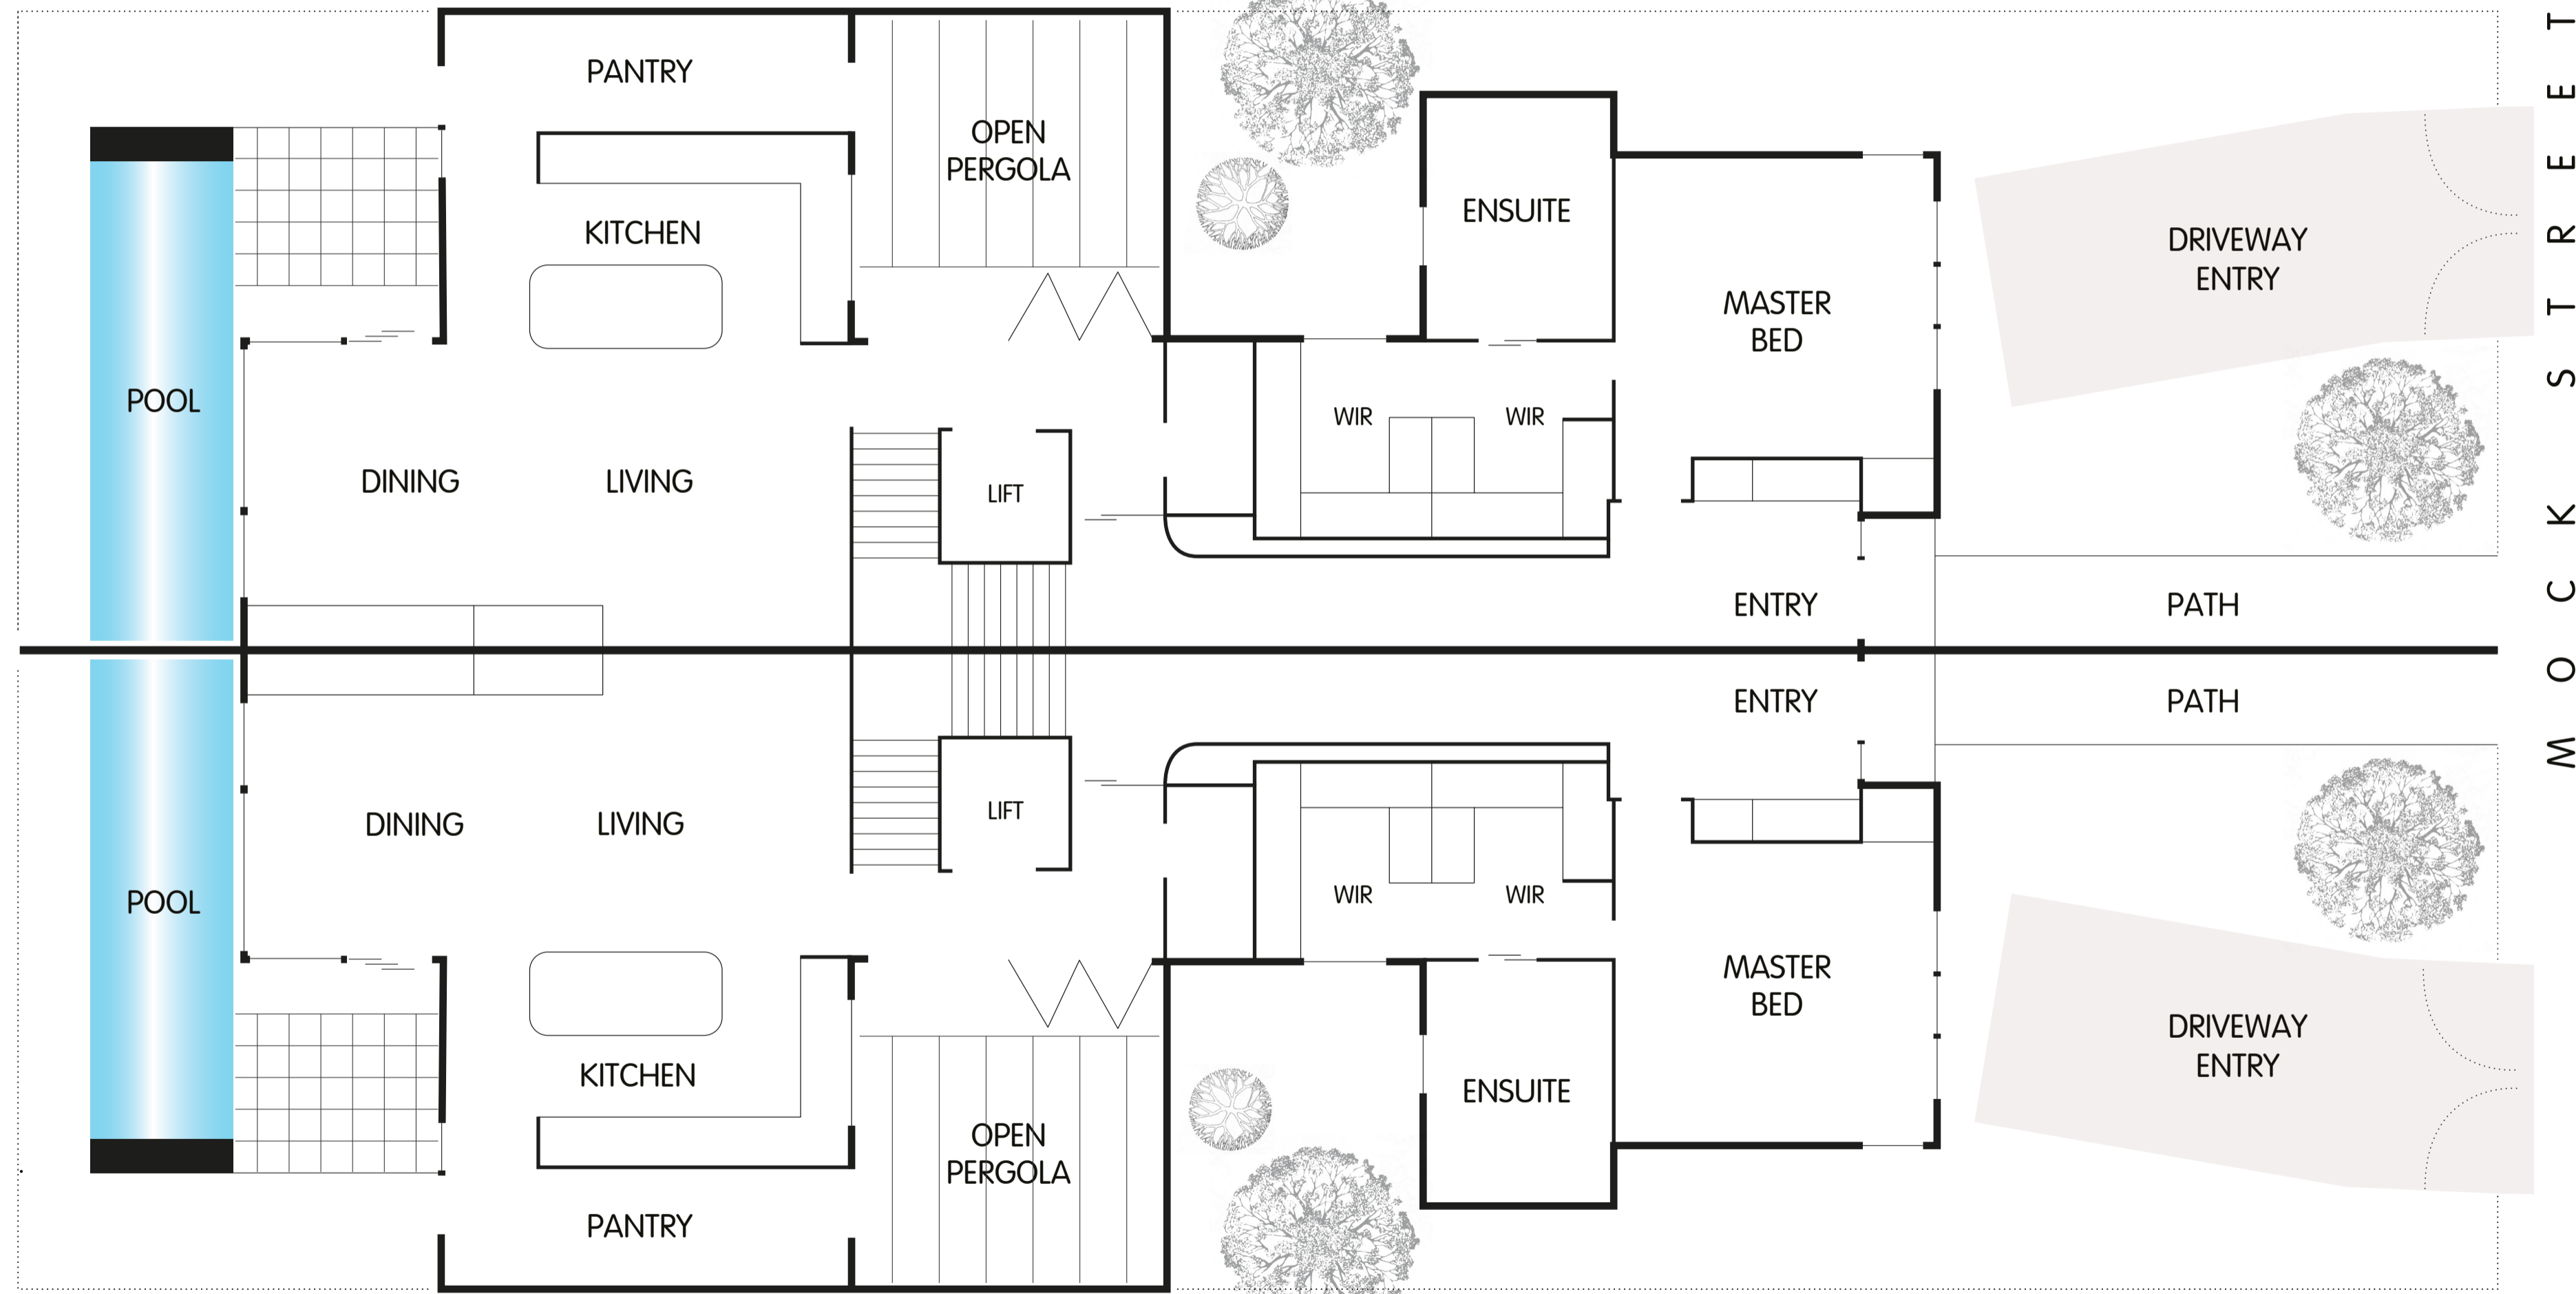 PANTRY
OPEN
PERGOLA
KITCHEN
ENSUITE
MASTER
BED
DRIVEWAY
ENTRY
POOL
DINING
LIVING
LIFT
WIR
WIR
ENTRY
PATH
MOCK STREET
ENTRY
PATH
POOL
DINING
LIVING
LIFT
WIR
WIR
MASTER
BED
DRIVEWAY
ENTRY
KITCHEN
ENSUITE
OPEN
PERGOLA
PANTRY